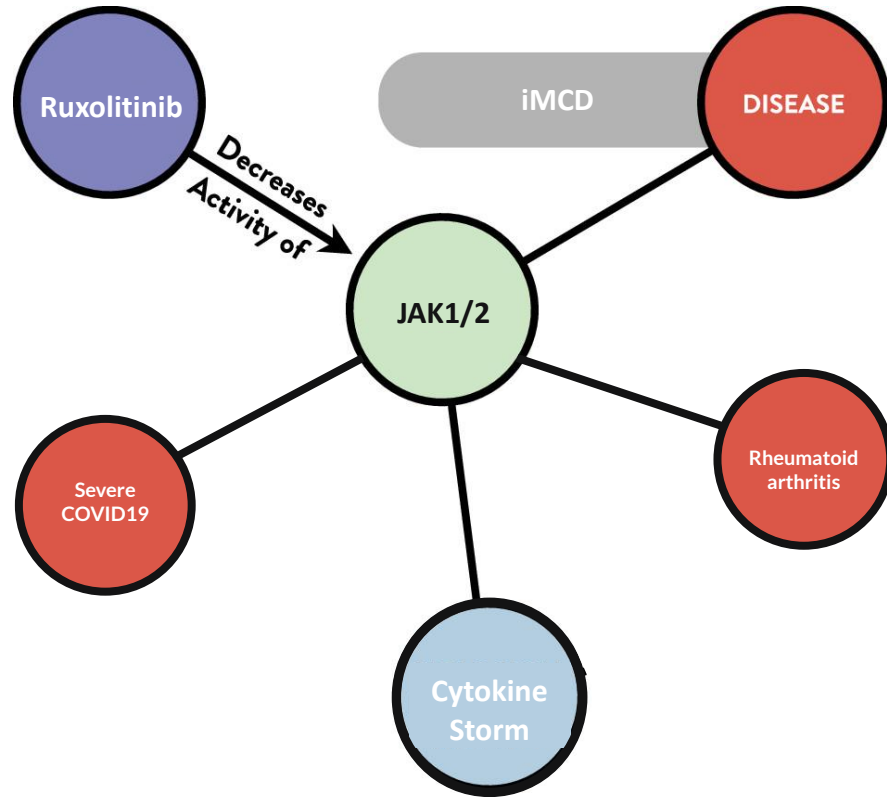 Ruxolitinib
iMCD
DISEASE
Decreases
Activity of
JAK1/2
Severe
COVID19
Rheumatoid
arthritis
Cytokine
Storm